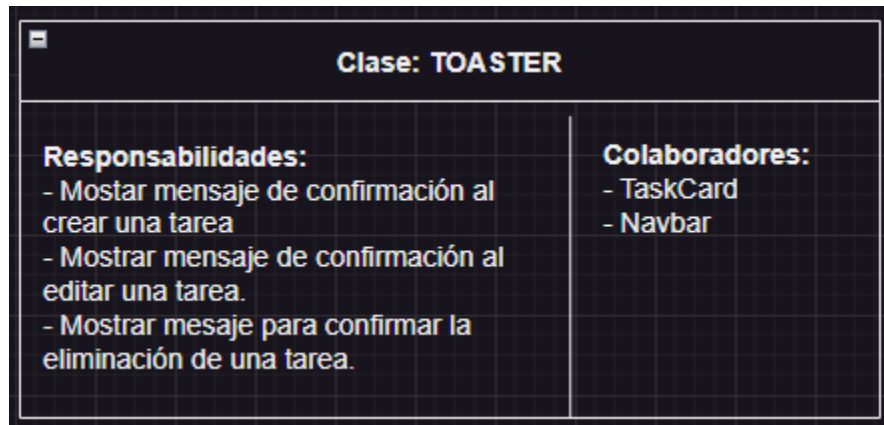 Clase: TOASTER
Responsabilidades:
- Mostar mensaje de confirmación al
crear una tarea
- Mostrar mensaje de confirmación al
editar una tarea.
- Mostrar mesaje para confirmar la
eliminación de una tarea.
Colaboradores:
- TaskCard
- Navbar